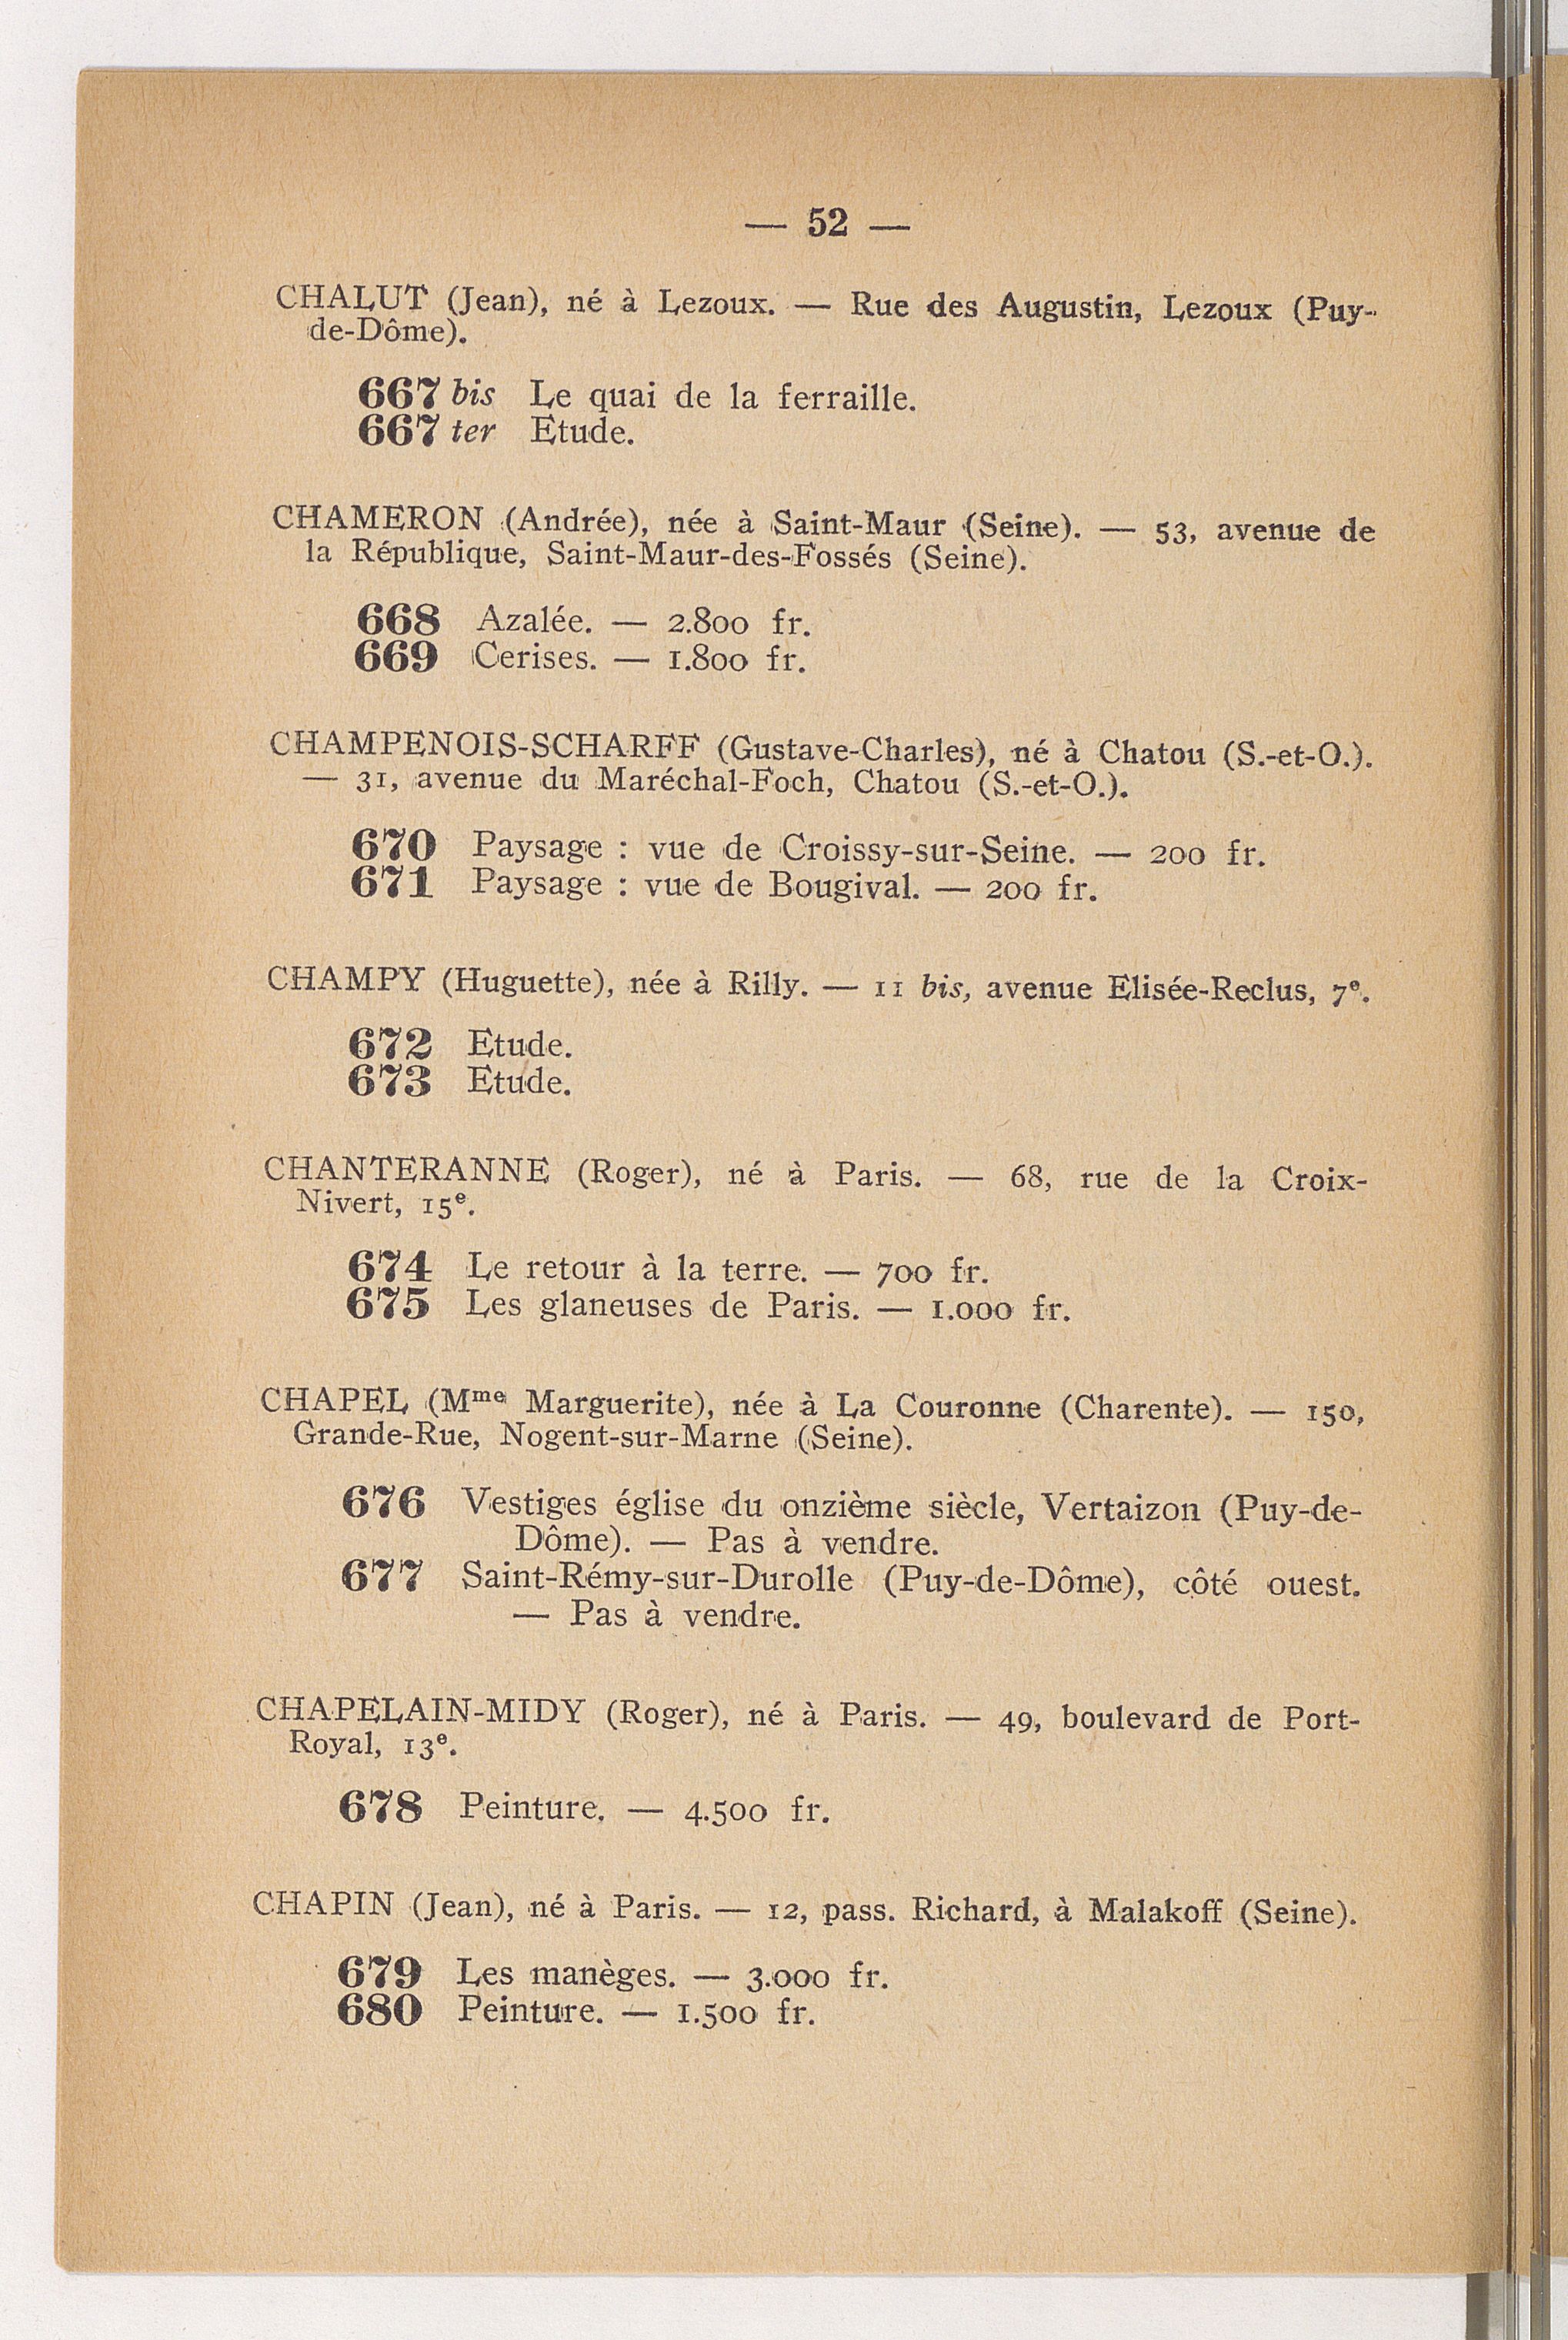 — 52 —
CHALUT (Jean), né à Lezoux. — Rue des Augustin, Lezoux (Puy-
de-Dôme).
667 bis Le quai de la ferraille.
667 ter Etude.
CHAMERON (Andrée), née à Saint-Maur (Seine). — 53, avenue de
la République, Saint-Maur-des-Fossés (Seine).
668 Azalée. — 2.800 fr.
669 Cerises. — 1.800 fr.
CHAMPENOIS-SCHARFF (Gustave-Charles), né à Chatou (S.-et-O.).
— 31, avenue du Maréchal-Foch, Chatou (S.-et-O.).
670 Paysage : vue de Croissy-sur-Seine. — 200 fr.
671 Paysage : vue de Bougival. — 200 fr.
CHAMPY (Huguette), née à Rilly. — 11 bis, avenue Elisée-Reclus, 7e.
672 Etude.
673 Etude.
CHANTERANNE (Roger), né à Paris. — 68, rue de la Croix-
Nivert, 15e.
674 Le retour à la terre. — 700 fr.
675 Les glaneuses de Paris. — 1.000 fr.
CHAPEL (Mme Marguerite), née à La Couronne (Charente). — 150,
Grande-Rue, Nogent-sur-Marne (Seine).
676 Vestiges église du onzième siècle, Vertaizon (Puy-de-
Dôme). — Pas à vendre.
677 Saint-Rémy-sur-Durolle (Puy-de-Dôme), côté ouest.
— Pas à vendre.
CHAPELAIN-MIDY (Roger), né à Paris. — 49, boulevard de Port-
Royal, 13e.
678 Peinture. — 4.500 fr.
CHAPIN (Jean), né à Paris. — 12, pass. Richard, à Malakoff (Seine).
679 Les manèges. — 3.000 fr.
680 Peinture. — 1.500 fr.